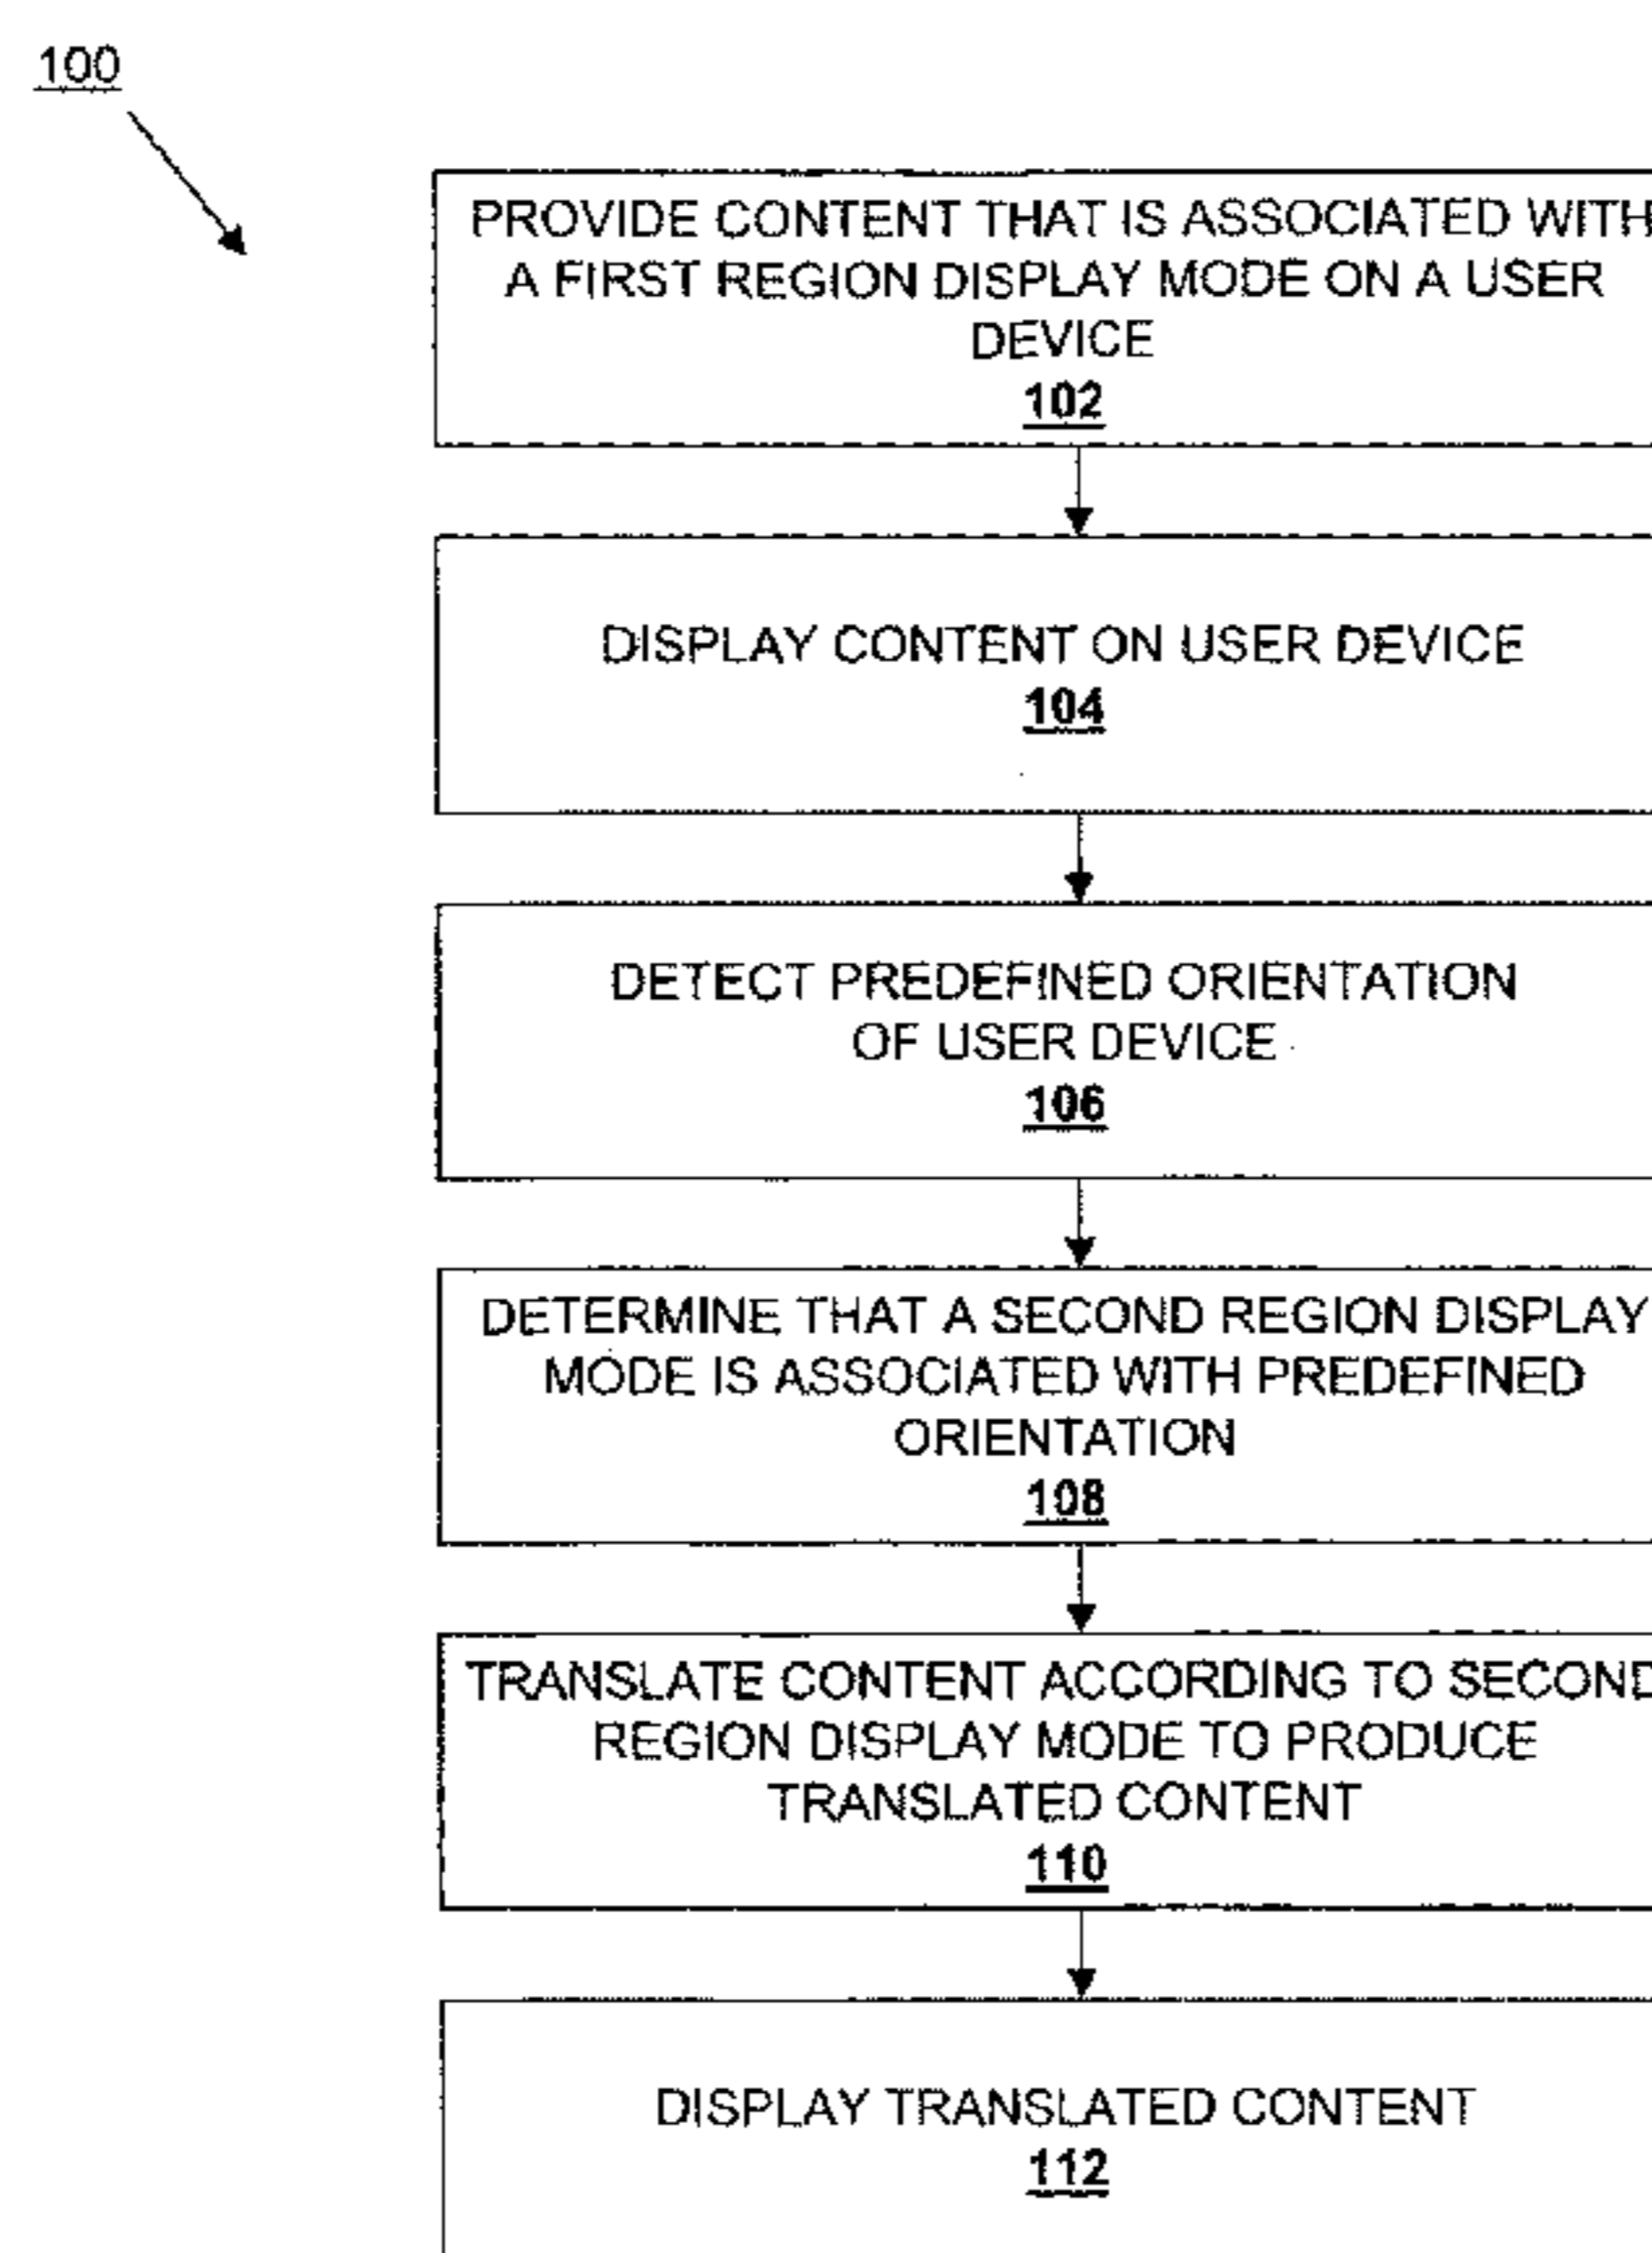 100
PROVIDE CONTENT THAT IS ASSOCIATED WITH
A FIRST REGION DISPLAY MODE ON A USER
DEVICE
102
DISPLAY CONTENT ON USER DEVICE
104
DETECT PREDEFINED ORIENTATION
OF USER DEVICE
106
DETERMINE THAT A SECOND REGION DISPLAY
MODE IS ASSOCIATED WITH PREDEFINED
ORIENTATION
108
TRANSLATE CONTENT ACCORDING TO SECOND
REGION DISPLAY MODE TO PRODUCE
TRANSLATED CONTENT
110
DISPLAY TRANSLATED CONTENT
112